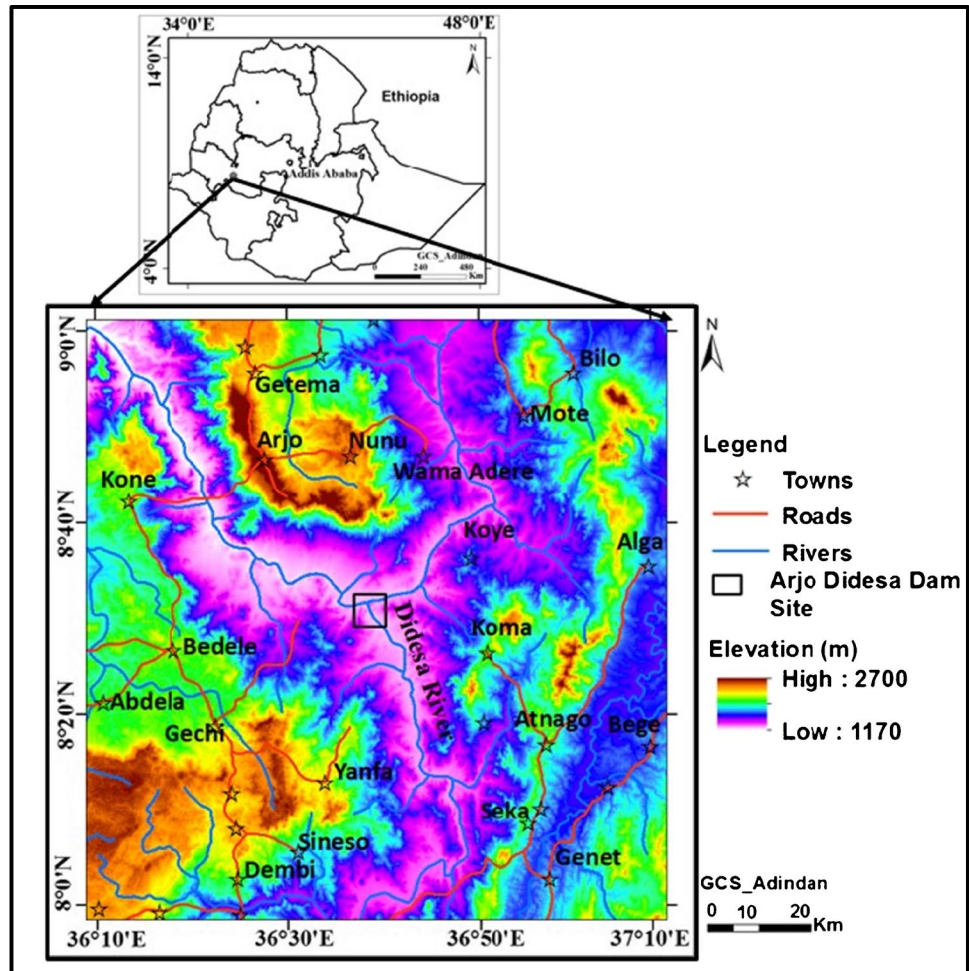 34°0'E
48°0'E
14°0'N
4°0'N
N
Ethiopia
Addis Ababa
GCS_Adindan
0 240 480
Km
9°0'N
8°40'N
8°20'N
8°0'N
Bilo
Getema
Mote
Arjo
Nunu
Wama Adere
Kone
Koye
Alga
Didesa River
Koma
Bedele
Abdela
Gechi
Atnago
Bege
Yanfa
Seka
Sineso
Dembi
Genet
36°10'E
36°30'E
36°50'E
37°10'E
N
Legend
Towns
Roads
Rivers
Arjo Didesa Dam
Site
Elevation (m)
High : 2700
Low : 1170
GCS_Adindan
0 10 20
Km